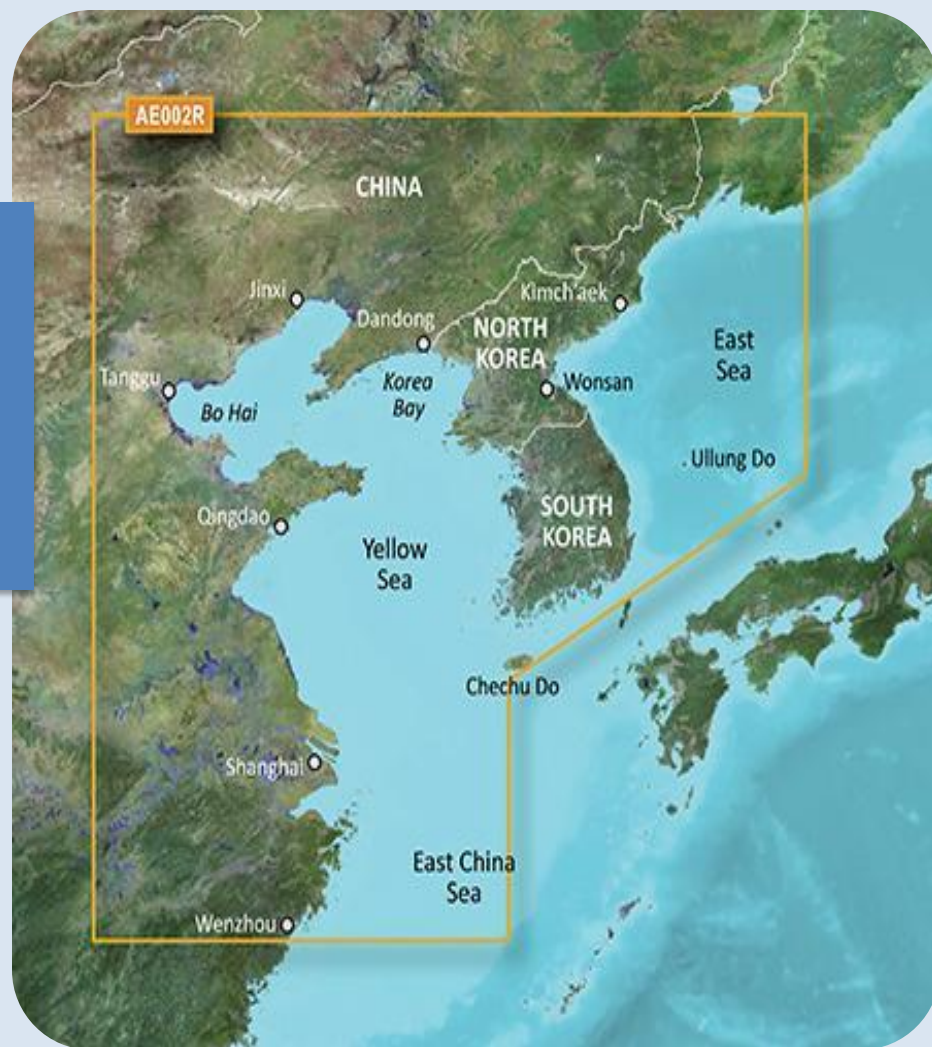 AE002R
CHINA
Jinxi
Kimch'aek
Dandong
NORTH
KOREA
East
Sea
Tanggu
Korea
Bay
Wonsan
Bo Hai
Ullung Do
Qingdao
SOUTH
KOREA
Yellow
Sea
Chechu Do
Shanghai
East China
Sea
Wenzhou